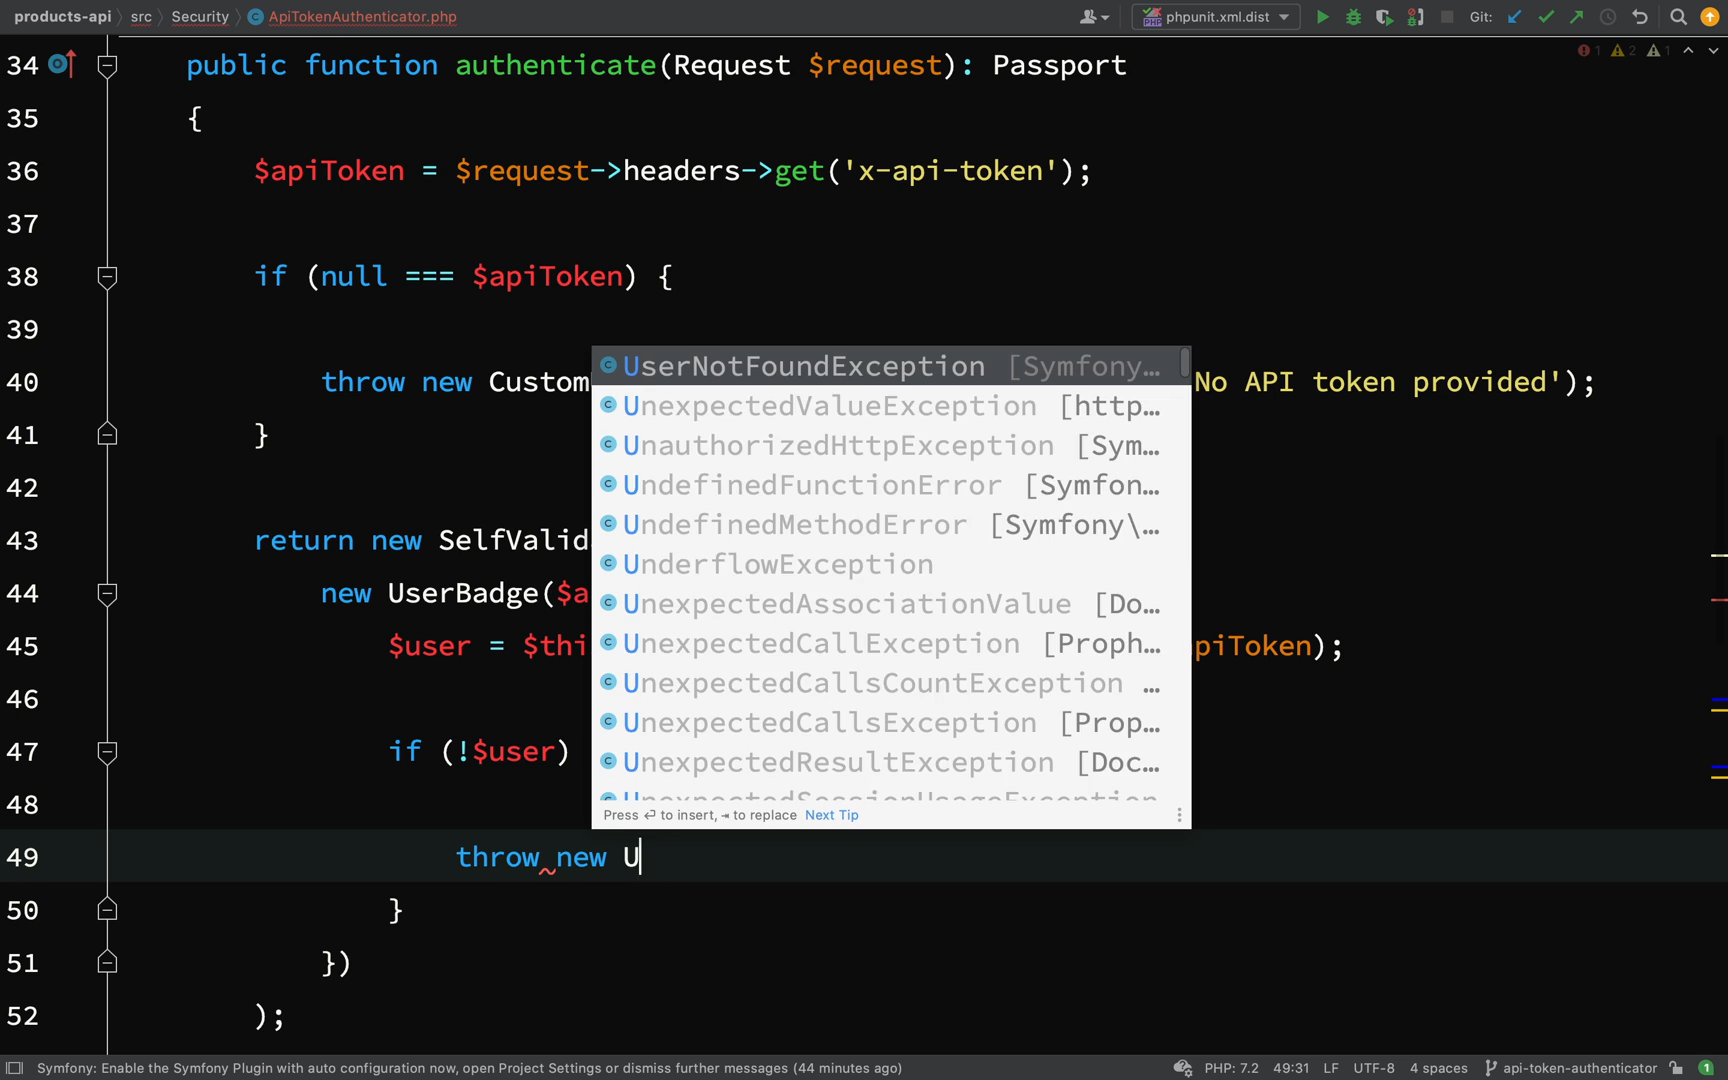 products-api src Security ApiTokenAuthenticator.php phpunit.xml.dist Git:
34 public function authenticate(Request $request): Passport 1 2 1
35 {
36 $apiToken = $request->headers->get('x-api-token');
37
38 if (null === $apiToken) {
39
UserNotFoundException [Symfony...
40 throw new Custom No API token provided');
UnexpectedValueException [http...
41 }
UnauthorizedHttpException [Sym...
42
UndefinedFunctionError [Symfon...
UndefinedMethodError [Symfony\...
43 return new SelfValid
UnderflowException
44 new UserBadge($a
UnexpectedAssociationValue [Do...
45 $user = $thi piToken);
UnexpectedCallException [Proph...
46
UnexpectedCallsCountException ...
UnexpectedCallsException [Prop...
47 if (!$user)
UnexpectedResultException [Doc...
48
UnexpectedSessionUsageException
Press ⏎ to insert, ⇥ to replace Next Tip
49 throw new U
50 }
51 })
52 );
Symfony: Enable the Symfony Plugin with auto configuration now, open Project Settings or dismiss further messages (44 minutes ago) PHP: 7.2 49:31 LF UTF-8 4 spaces api-token-authenticator 1